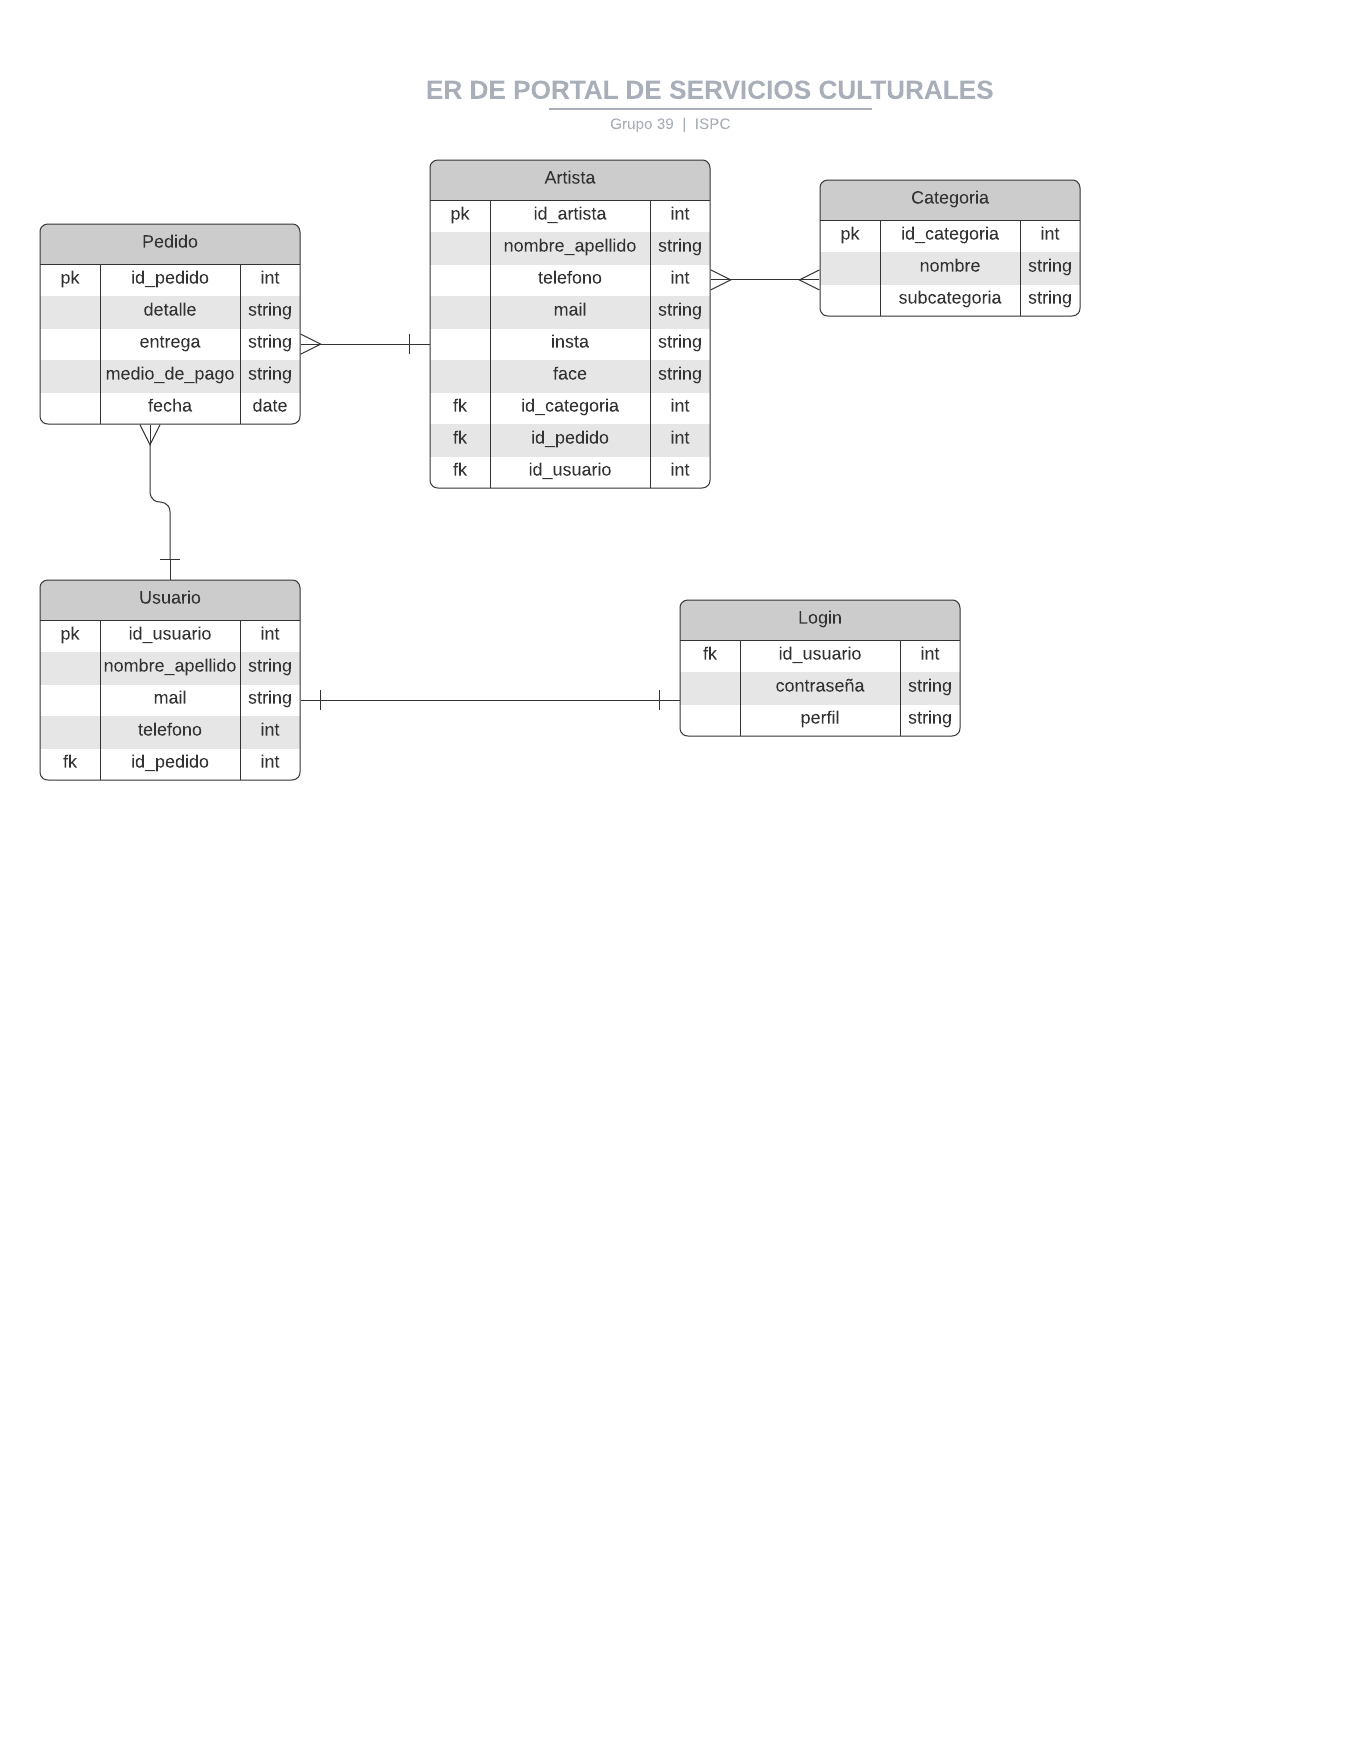 ER DE PORTAL DE SERVICIOS CULTURALES
Grupo 39 | ISPC
Pedido
pk id_pedido int
detalle string
entrega string
medio_de_pago string
fecha date
Artista
pk id_artista int
nombre_apellido string
telefono int
mail string
insta string
face string
fk id_categoria int
fk id_pedido int
fk id_usuario int
Categoria
pk id_categoria int
nombre string
subcategoria string
Usuario
pk id_usuario int
nombre_apellido string
mail string
telefono int
fk id_pedido int
Login
fk id_usuario int
contraseña string
perfil string